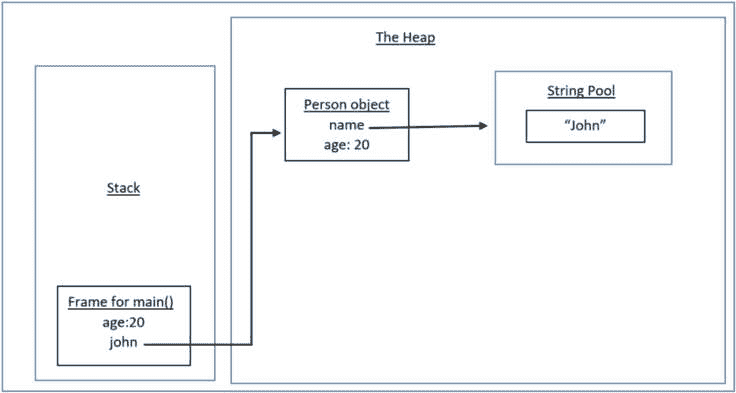 The Heap
Person object
name
age: 20
String Pool
“John”
Stack
Frame for main()
age:20
john